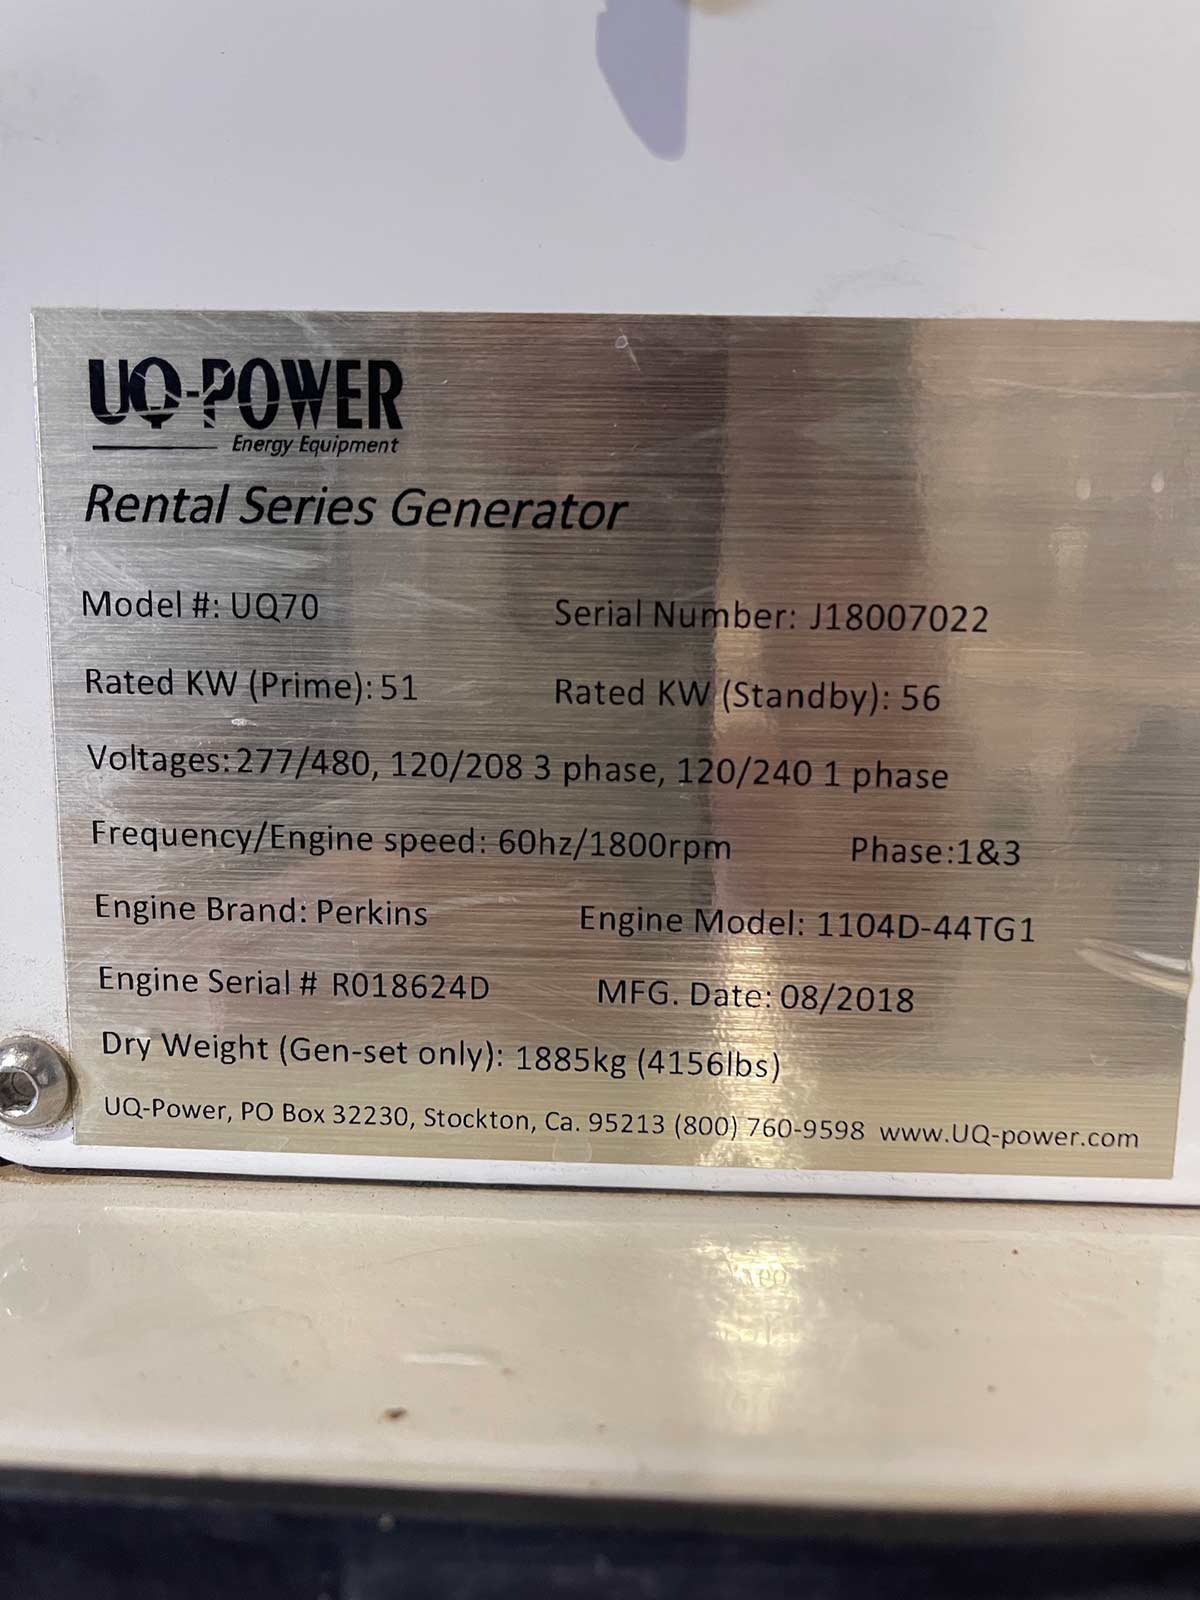 UQ-POWER
Energy Equipment
Rental Series Generator
Model #: UQ70 Serial Number: J18007022
Rated KW (Prime): 51 Rated KW (Standby): 56
Voltages: 277/480, 120/208 3 phase, 120/240 1 phase
Frequency/Engine speed: 60hz/1800rpm Phase:1&3
Engine Brand: Perkins Engine Model: 1104D-44TG1
Engine Serial # R018624D MFG. Date: 08/2018
Dry Weight (Gen-set only): 1885kg (4156lbs)
UQ-Power, PO Box 32230, Stockton, Ca. 95213 (800) 760-9598 www.UQ-power.com